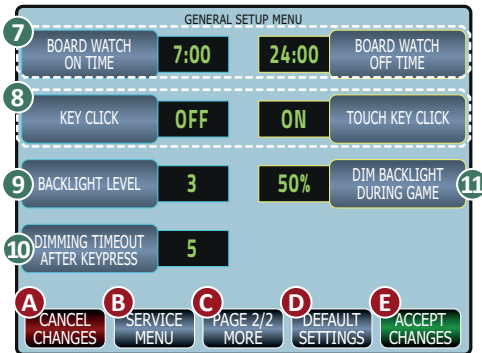 GENERAL SETUP MENU
7
BOARD WATCH
ON TIME
7:00
24:00
BOARD WATCH
OFF TIME
8
KEY CLICK
OFF
ON
TOUCH KEY CLICK
9
BACKLIGHT LEVEL
3
50%
DIM BACKLIGHT
DURING GAME
11
10
DIMMING TIMEOUT
AFTER KEYPRESS
5
A
CANCEL
CHANGES
B
SERVICE
MENU
C
PAGE 2/2
MORE
D
DEFAULT
SETTINGS
E
ACCEPT
CHANGES